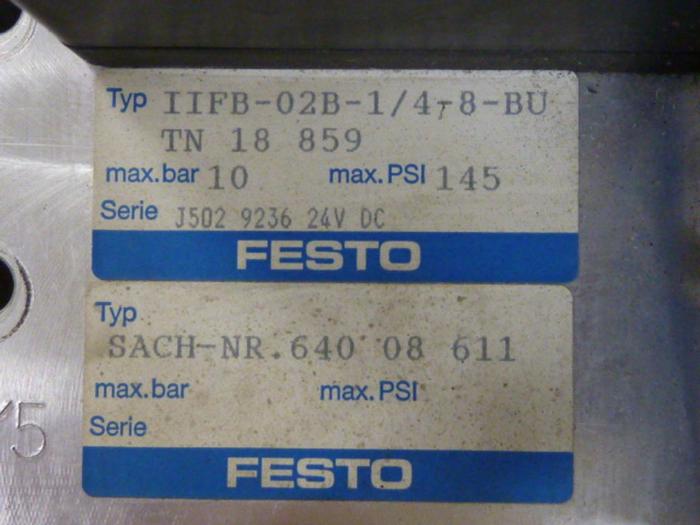 Typ IIFB-02B-1/4-8-BU
TN 18 859
max.bar 10 max.PSI 145
Serie J502 9236 24V DC
FESTO
Typ
SACH-NR.640 08 611
max.bar max.PSI
Serie
FESTO